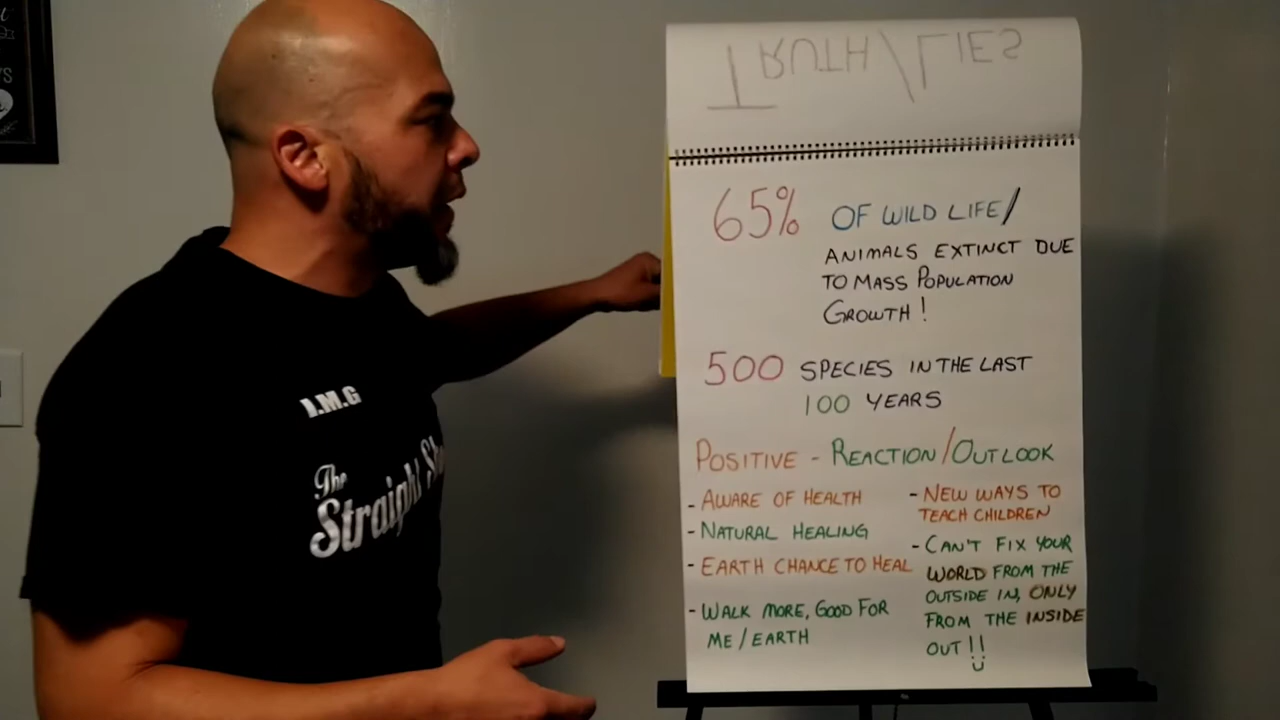 TRUTH/LIES
65% OF WILD LIFE/
ANIMALS EXTINCT DUE
TO MASS POPULATION
GROWTH!
500 SPECIES IN THE LAST
100 YEARS
POSITIVE - REACTION/OUTLOOK
- AWARE OF HEALTH
- NATURAL HEALING
- EARTH CHANCE TO HEAL
- WALK MORE, GOOD FOR
ME/EARTH
- NEW WAYS TO
TEACH CHILDREN
- CAN'T FIX YOUR
WORLD FROM THE
OUTSIDE IN, ONLY
FROM THE INSIDE
OUT!!
I.M.G
The
Straight